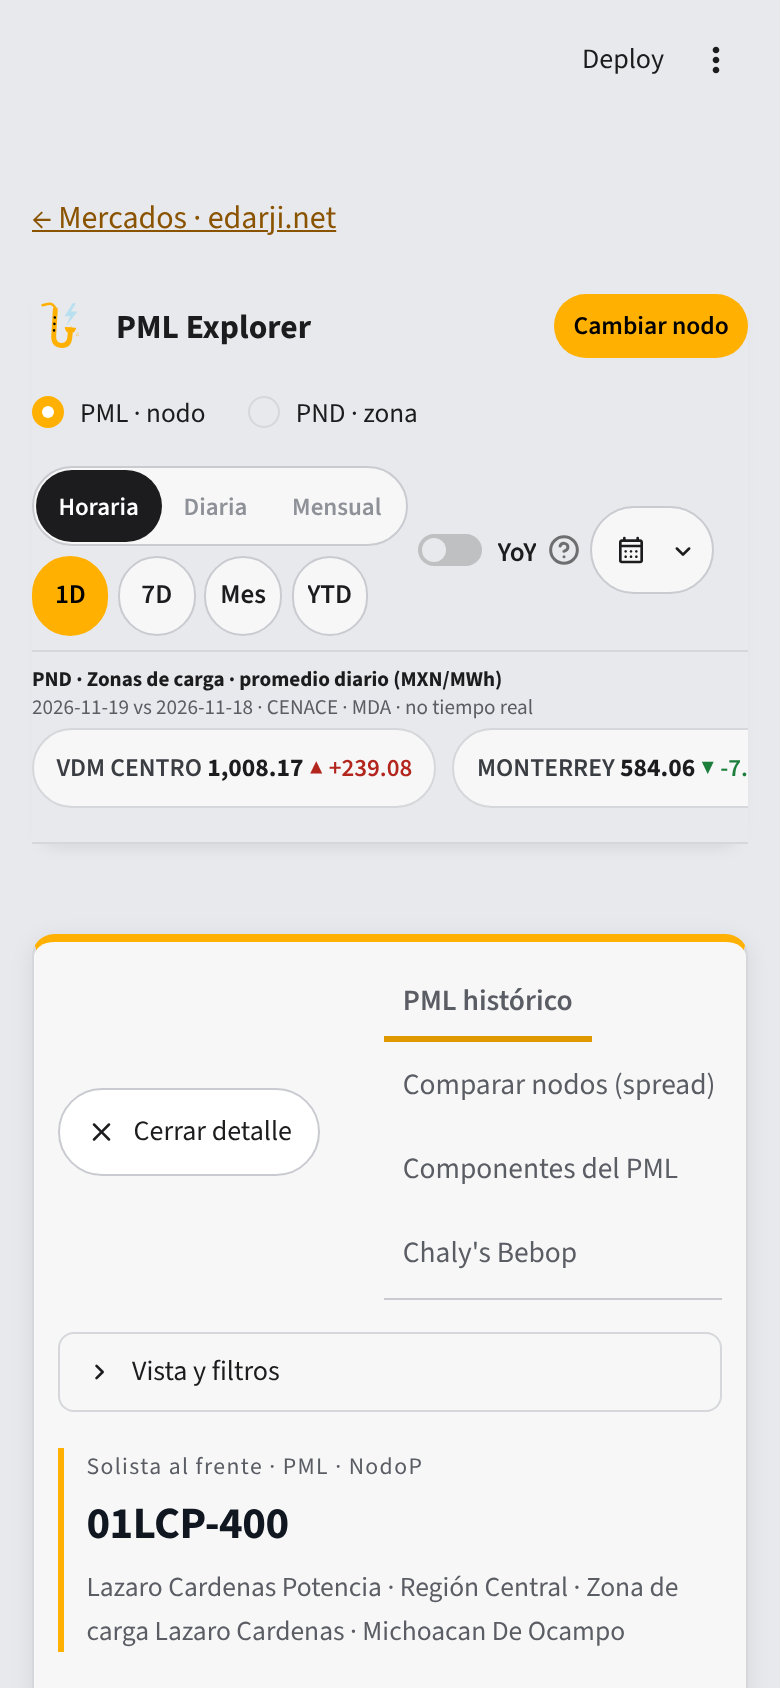 Deploy
← Mercados · edarji.net
PML Explorer
Cambiar nodo
PML · nodo
PND · zona
Horaria
Diaria
Mensual
YoY
1D
7D
Mes
YTD
PND · Zonas de carga · promedio diario (MXN/MWh)
2026-11-19 vs 2026-11-18 · CENACE · MDA · no tiempo real
VDM CENTRO 1,008.17 ▲ +239.08
MONTERREY 584.06 ▼ -7.
PML histórico
Comparar nodos (spread)
Cerrar detalle
Componentes del PML
Chaly's Bebop
Vista y filtros
Solista al frente · PML · NodoP
01LCP-400
Lazaro Cardenas Potencia · Región Central · Zona de
carga Lazaro Cardenas · Michoacan De Ocampo